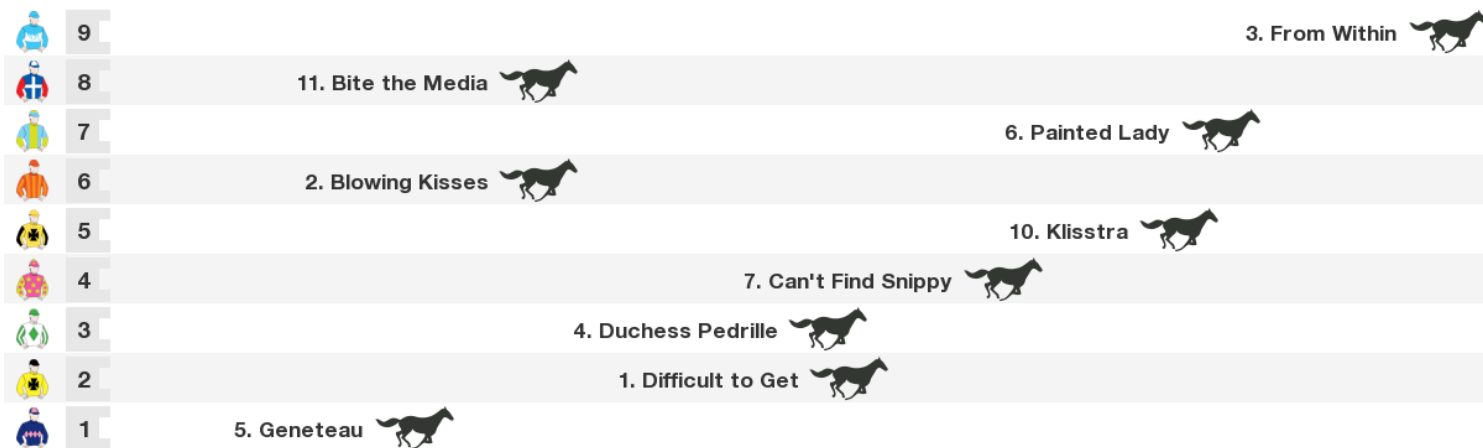 9 3. From Within
8 11. Bite the Media
7 6. Painted Lady
6 2. Blowing Kisses
5 10. Klisstra
4 7. Can't Find Snippy
3 4. Duchess Pedrille
2 1. Difficult to Get
1 5. Geneteau